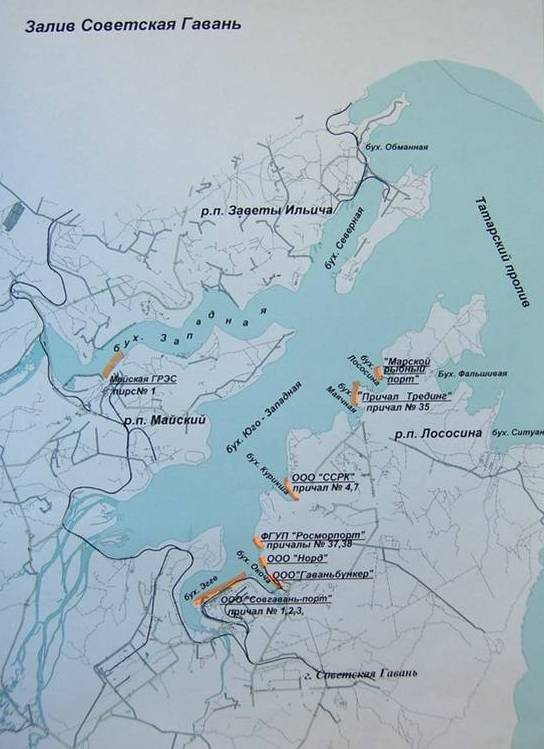 Залив Советская Гавань
бух. Обманная
р.п. Заветы Ильича
бух. Северная
Татарский пролив
бух. Западная
Майская ГРЭС
пирс№ 1
р.п. Майский
бух. Юго - Западная
бух.
Лососина
"Марской
рыбный
порт"
Бух. Фальшивая
бух.
Маячная
"Причал Трединг"
причал № 35
р.п. Лососина
бух. Ситуан
бух. Курикша
ООО "ССРК"
причал № 4,7
ФГУП "Росморпорт"
причалы № 37,38
бух. Окоча
ООО "Норд"
ООО"Гаваньбункер"
бух. Эгге
ООО "Совгавань-порт"
причал № 1,2,3,
г. Советская Гавань